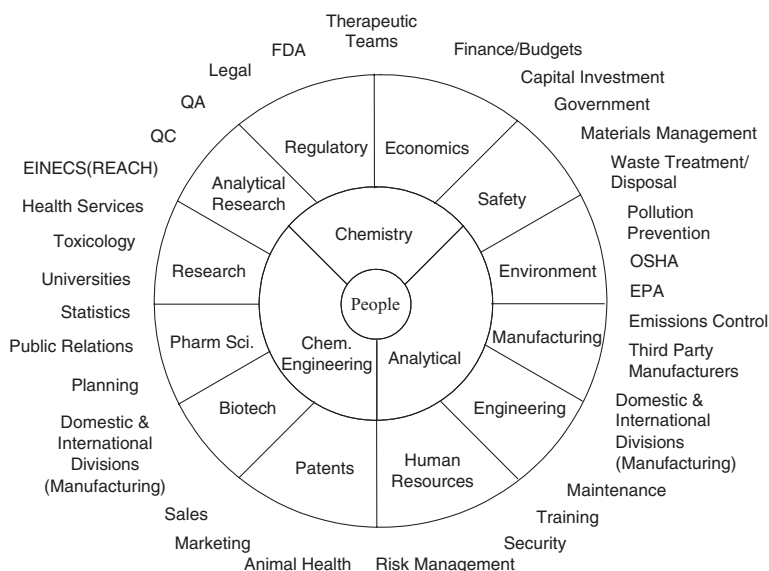 Therapeutic
Teams
FDA
Finance/Budgets
Legal
Capital Investment
QA
Government
QC
Materials Management
EINECS(REACH)
Waste Treatment/
Disposal
Health Services
Pollution
Prevention
Toxicology
OSHA
Universities
EPA
Statistics
Emissions Control
Public Relations
Third Party
Manufacturers
Planning
Domestic &
International
Divisions
(Manufacturing)
Domestic &
International
Divisions
(Manufacturing)
Maintenance
Sales
Training
Marketing
Security
Animal Health
Risk Management
Regulatory
Economics
Analytical
Research
Safety
Research
Environment
Pharm Sci.
Manufacturing
Biotech
Engineering
Patents
Human
Resources
Chemistry
People
Chem.
Engineering
Analytical